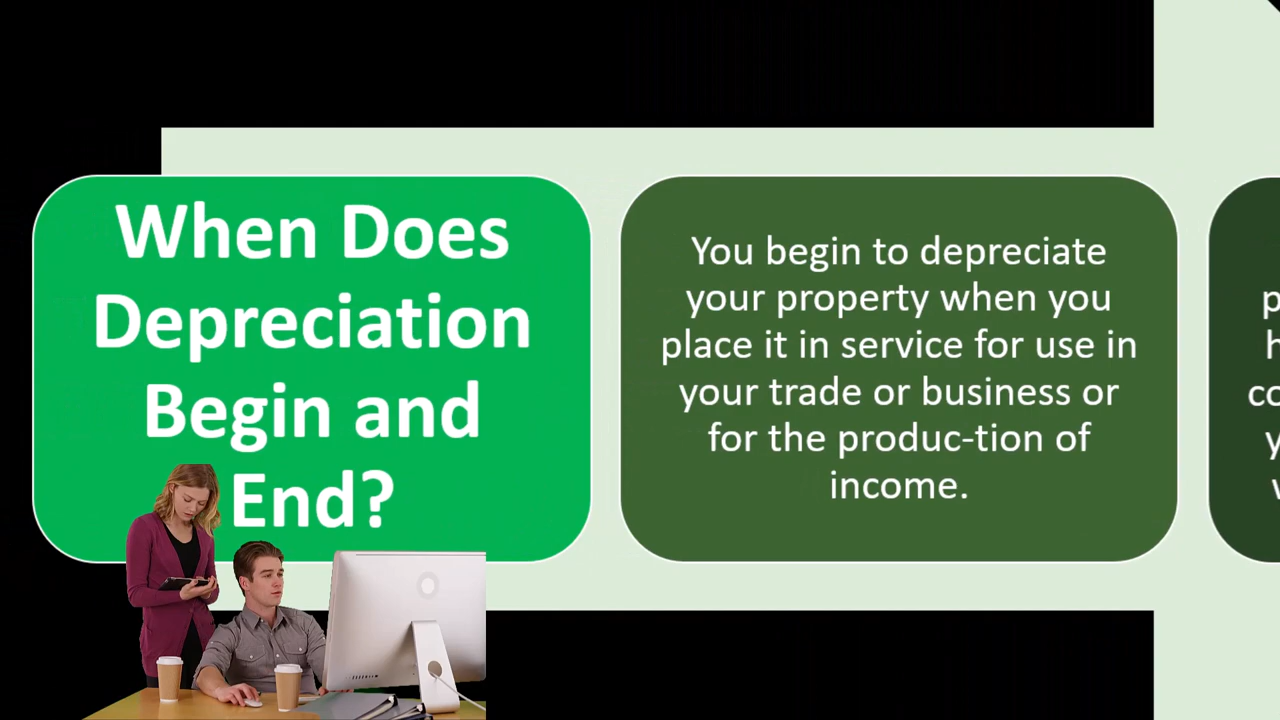 When Does
Depreciation
Begin and
End?
You begin to depreciate
your property when you
place it in service for use in
your trade or business or
for the produc-tion of
income.